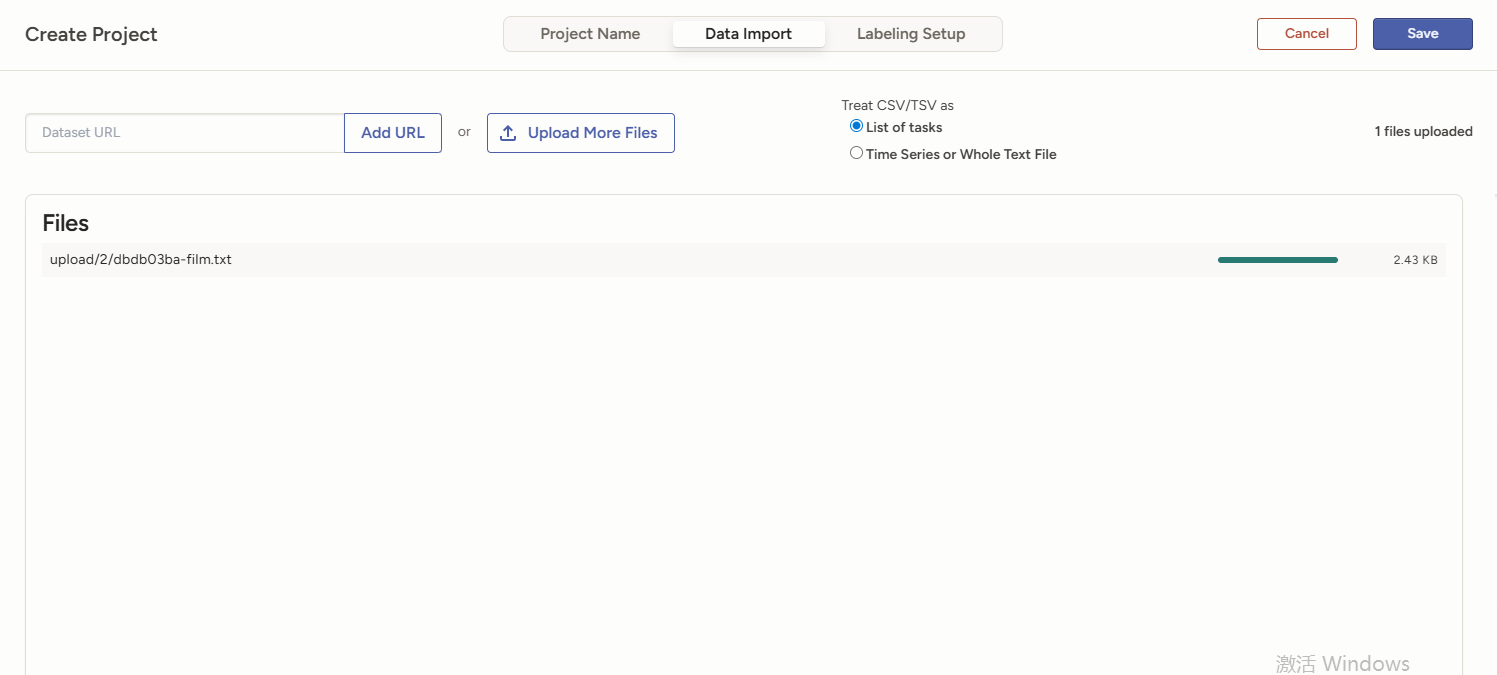 Create Project
Project Name
Data Import
Labeling Setup
Cancel
Save
Dataset URL
Add URL
or
Upload More Files
Treat CSV/TSV as
List of tasks
Time Series or Whole Text File
1 files uploaded
Files
upload/2/dbdb03ba-film.txt
2.43 KB
激活 Windows